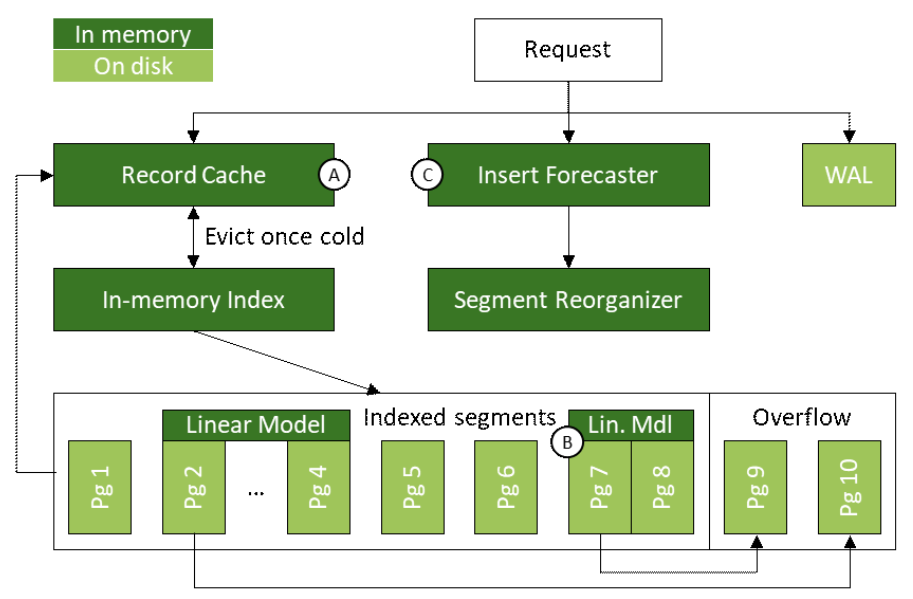 In memory
On disk
Request
Record Cache
A
C
Insert Forecaster
WAL
Evict once cold
In-memory Index
Segment Reorganizer
Linear Model
Indexed segments
Lin. Mdl
Overflow
B
Pg 1
Pg 2
...
Pg 4
Pg 5
Pg 6
Pg 7
Pg 8
Pg 9
Pg 10